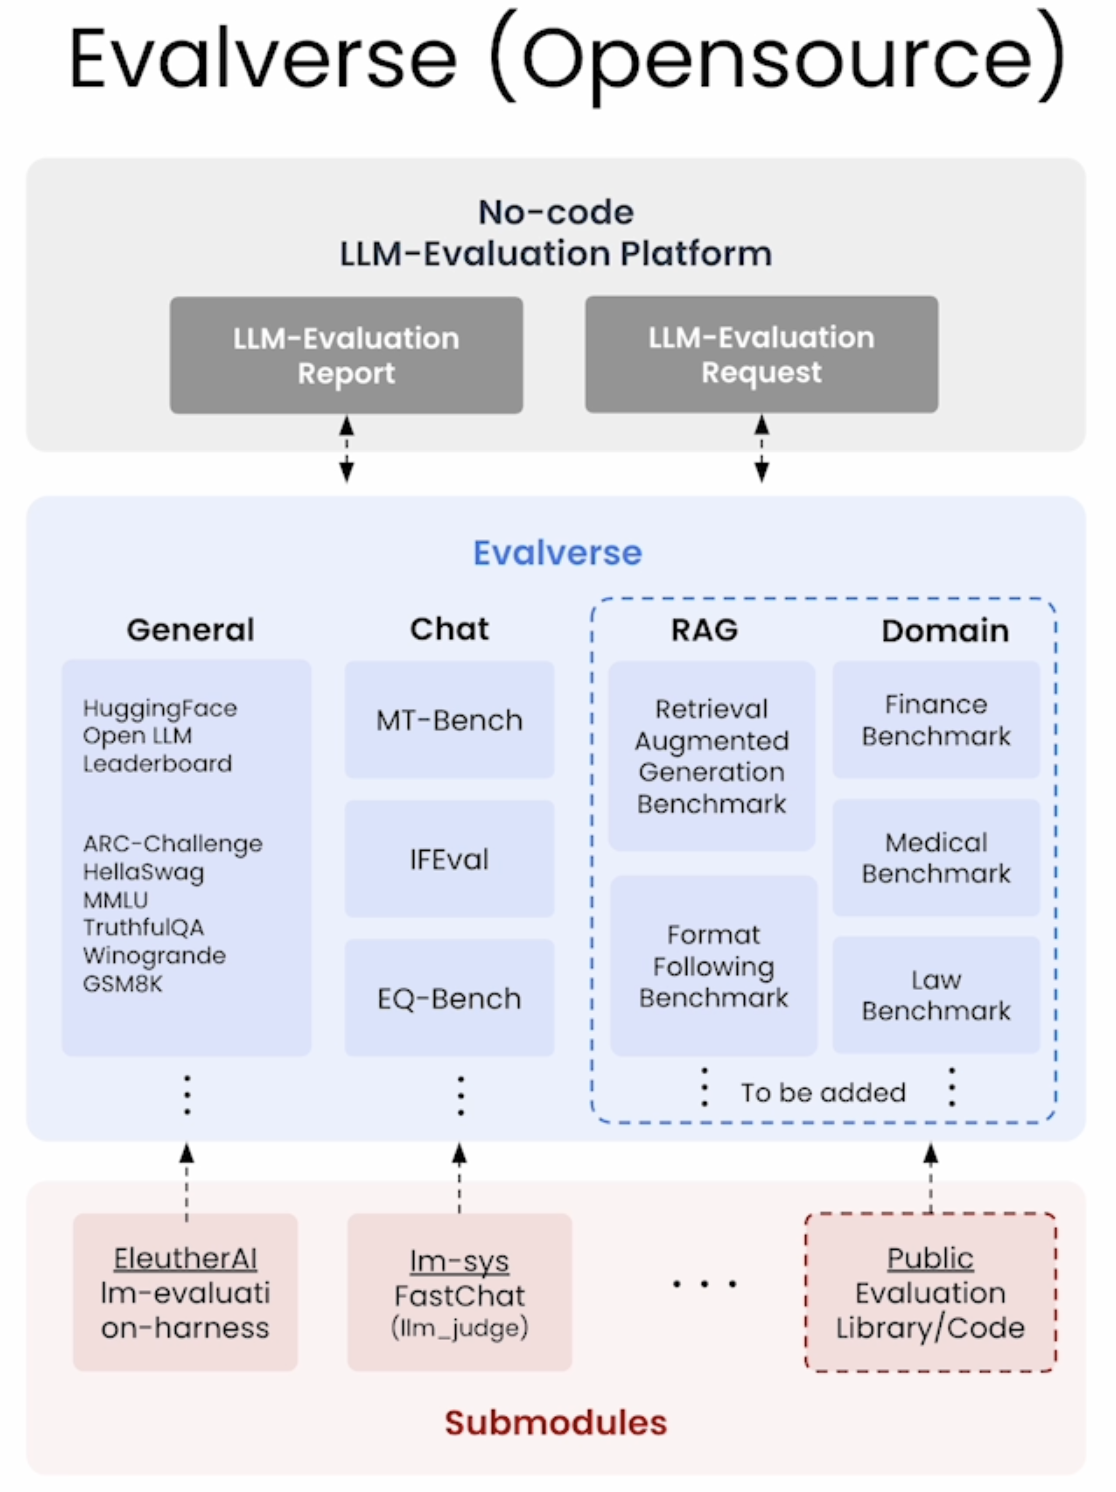 Evalverse (Opensource)
No-code
LLM-Evaluation Platform
LLM-Evaluation
Report
LLM-Evaluation
Request
Evalverse
General
HuggingFace
Open LLM
Leaderboard
ARC-Challenge
HellaSwag
MMLU
TruthfulQA
Winogrande
GSM8K
Chat
MT-Bench
IFEval
EQ-Bench
RAG
Retrieval
Augmented
Generation
Benchmark
Format
Following
Benchmark
Domain
Finance
Benchmark
Medical
Benchmark
Law
Benchmark
To be added
EleutherAI
lm-evaluati
on-harness
lm-sys
FastChat
(llm_judge)
. . .
Public
Evaluation
Library/Code
Submodules